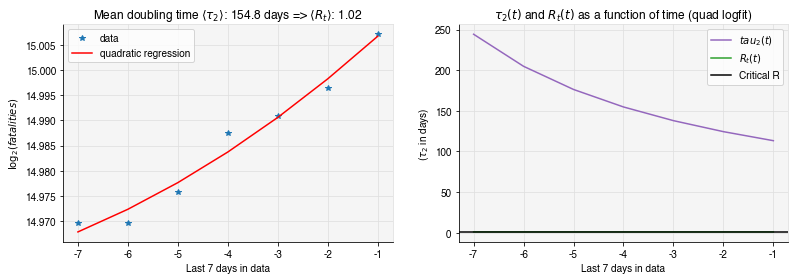 Mean doubling time ⟨τ₂⟩: 154.8 days => ⟨Rₜ⟩: 1.02
15.005
15.000
14.995
14.990
14.985
14.980
14.975
14.970
log₂(fatalities)
data
quadratic regression
-7 -6 -5 -4 -3 -2 -1
Last 7 days in data
τ₂(t) and Rₜ(t) as a function of time (quad logfit)
250
200
150
100
50
0
(τ₂ in days)
tau₂(t)
Rₜ(t)
Critical R
-7 -6 -5 -4 -3 -2 -1
Last 7 days in data